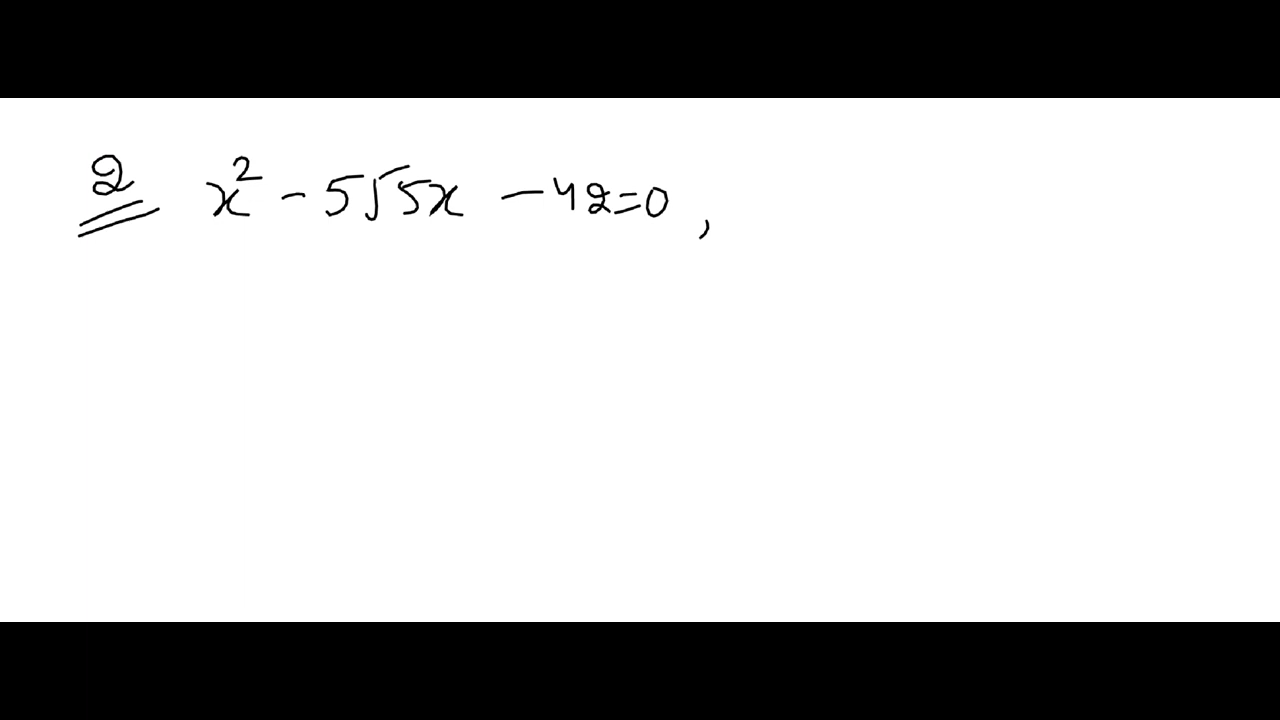 2 x² - 5√5x - 42=0,